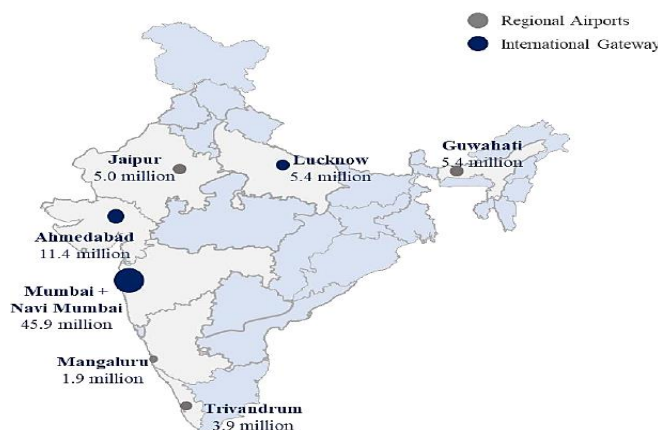 Regional Airports
International Gateway
Jaipur
5.0 million
Lucknow
5.4 million
Guwahati
5.4 million
Ahmedabad
11.4 million
Mumbai +
Navi Mumbai
45.9 million
Mangaluru
1.9 million
Trivandrum
3.9 million